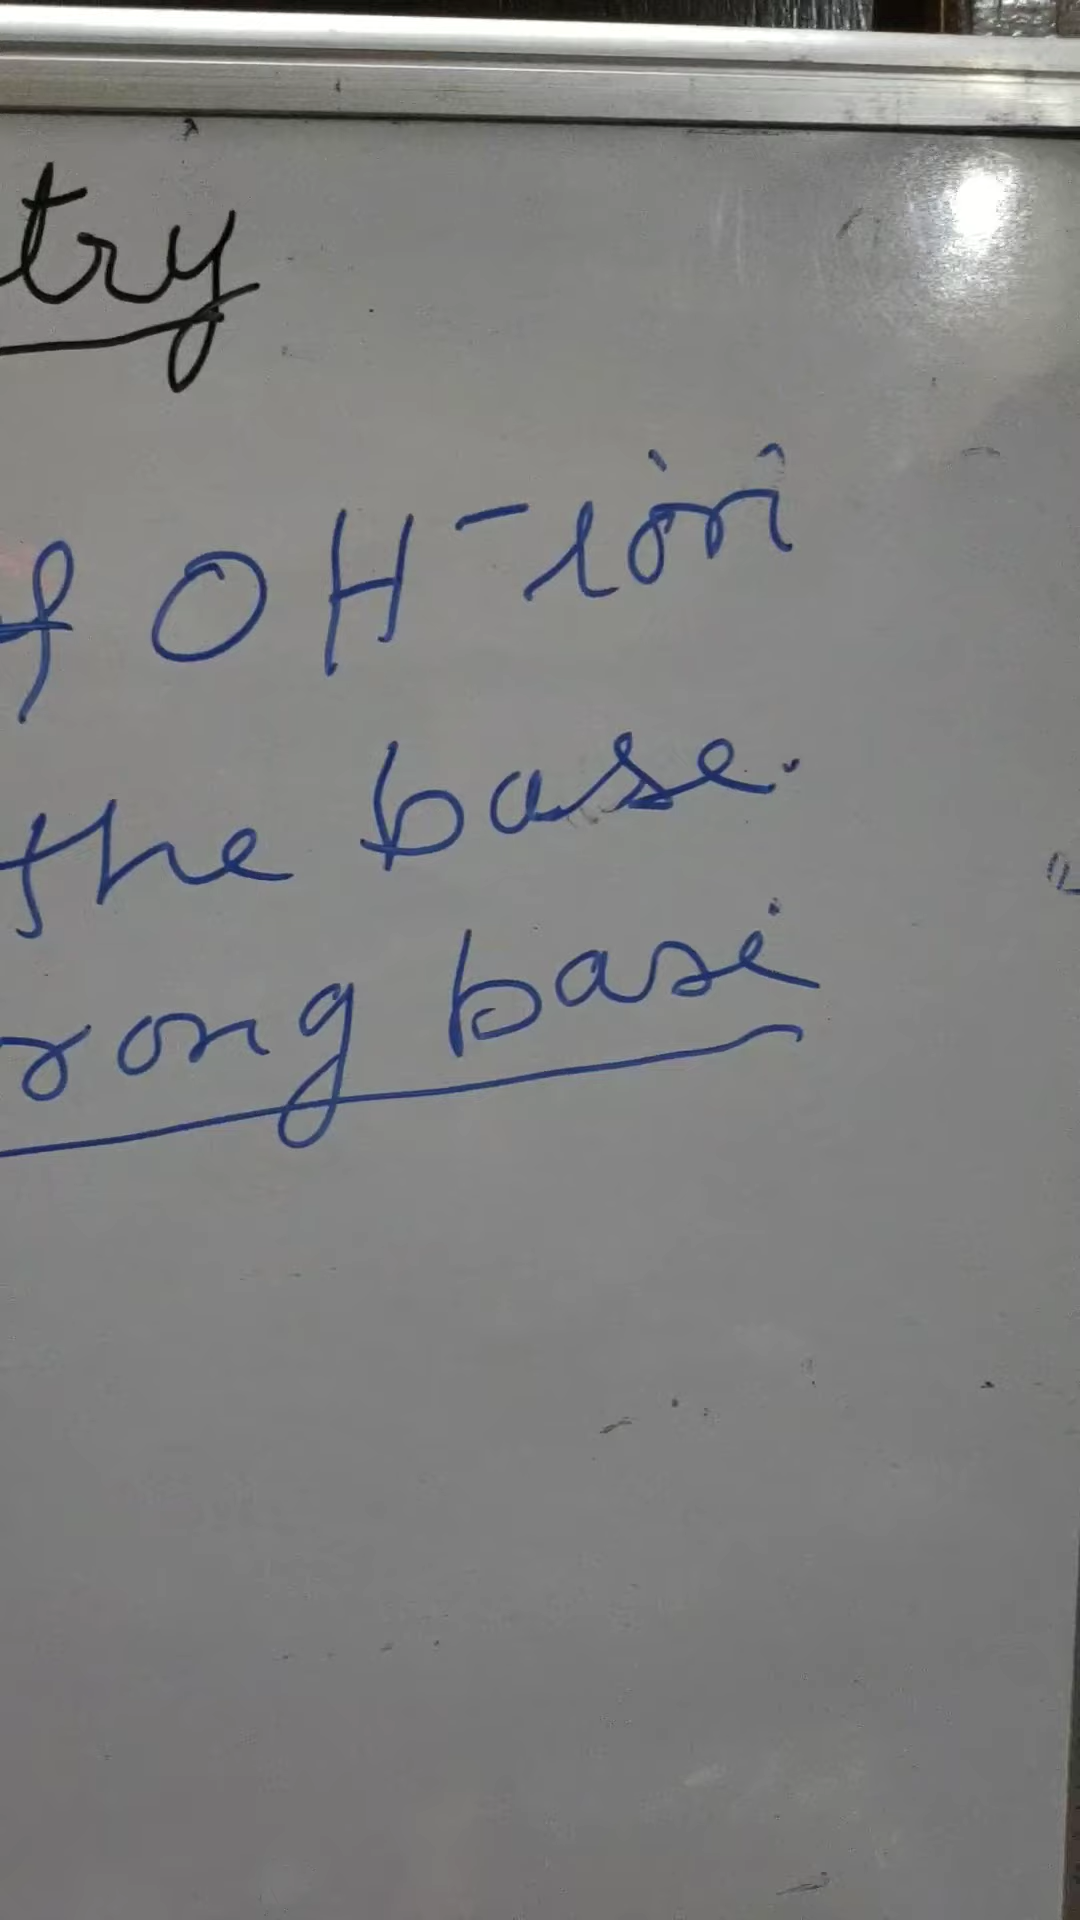 try
f OH⁻ ion
the base.
rong base